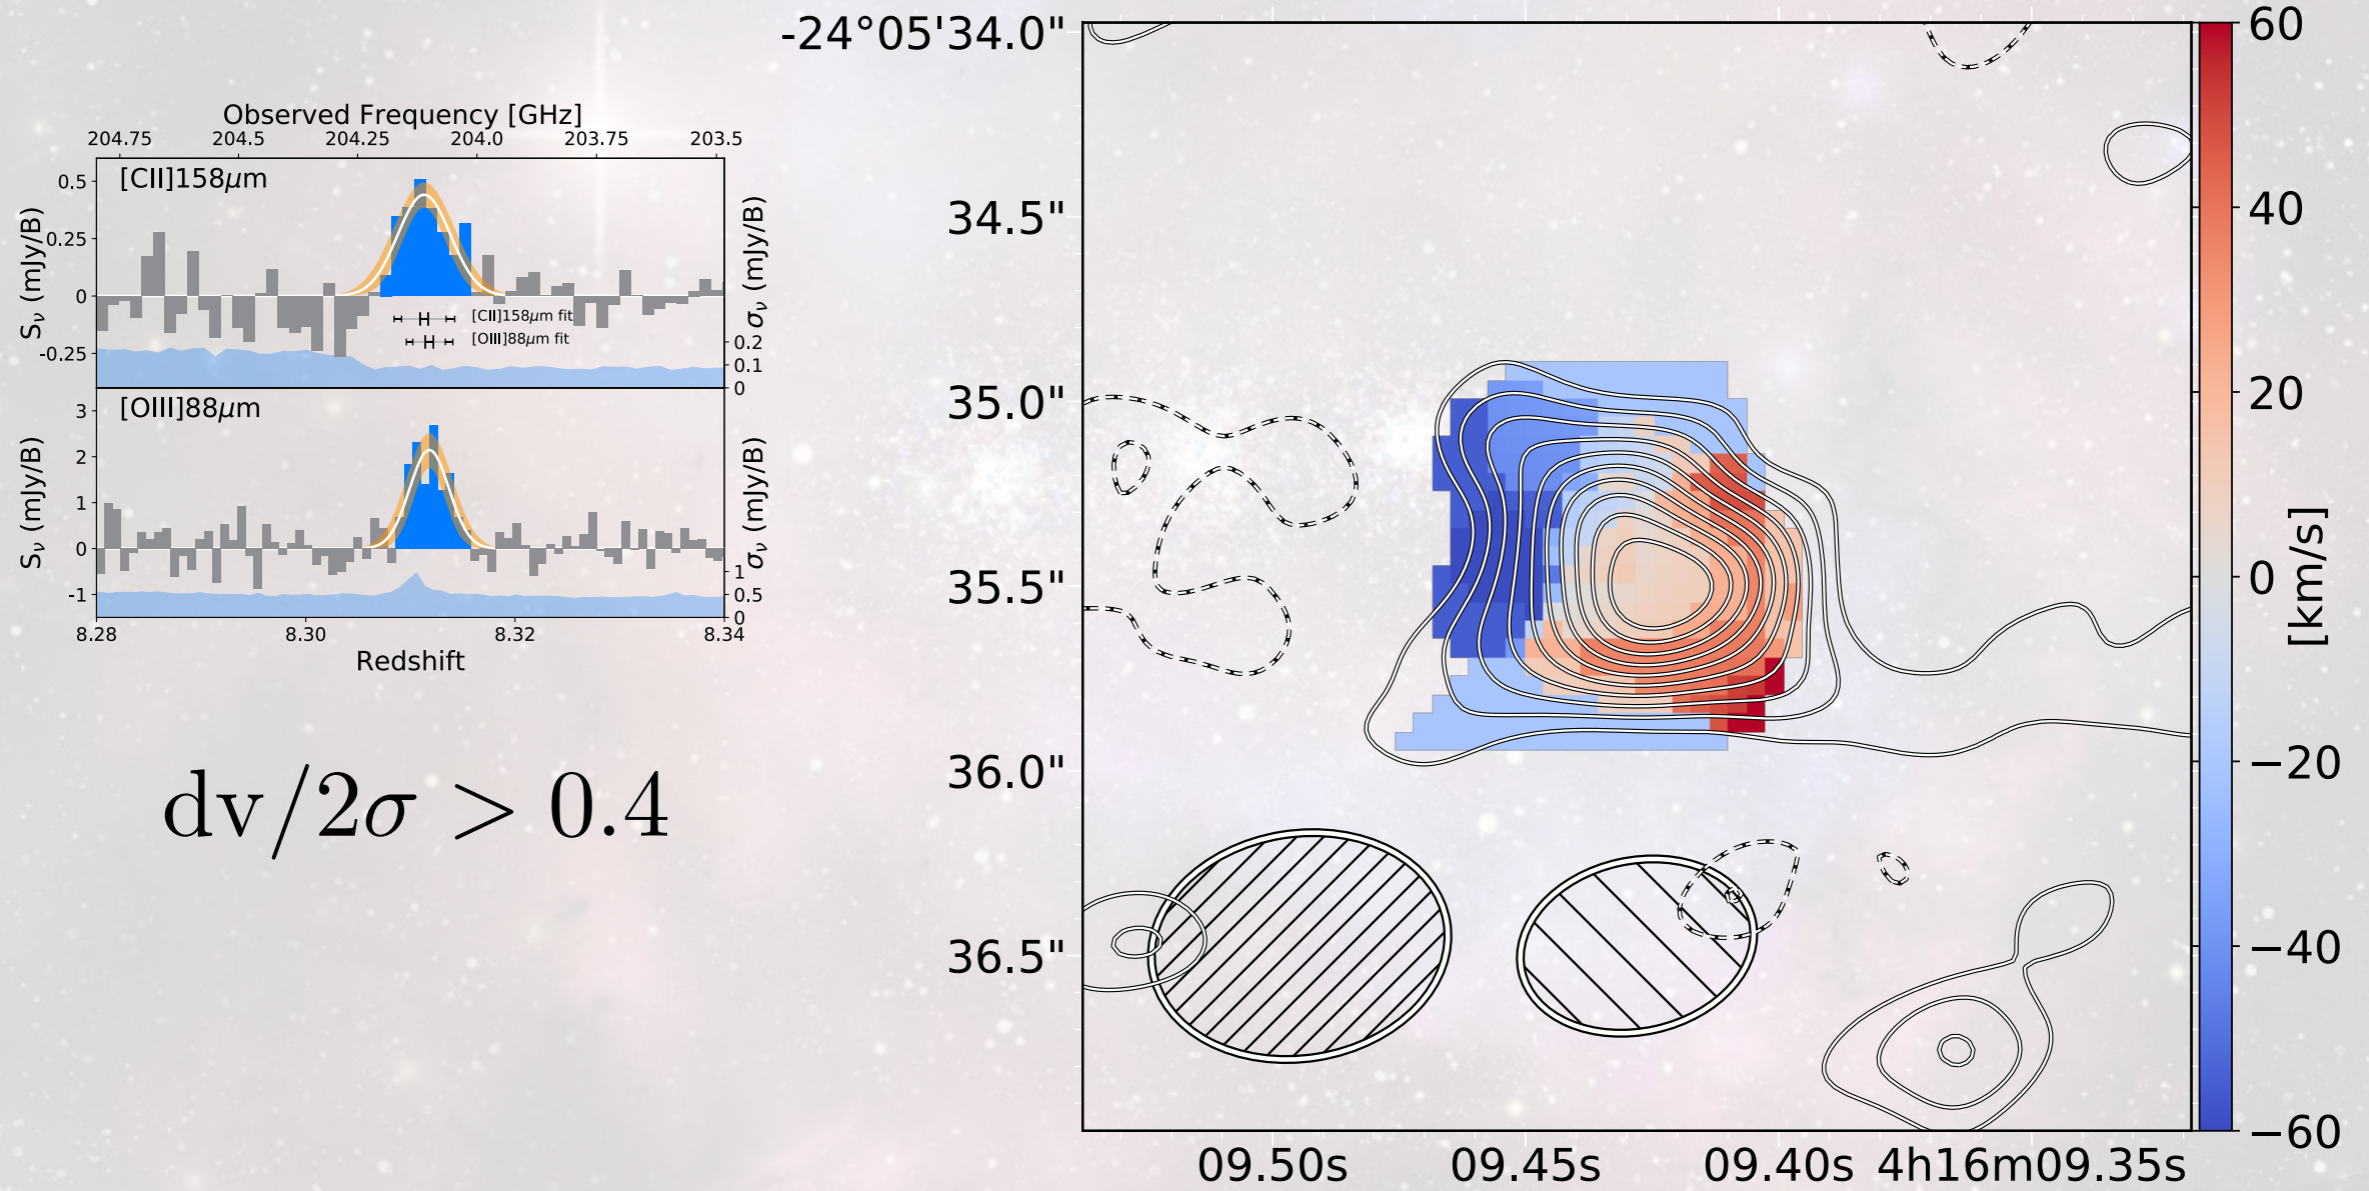 Observed Frequency [GHz]
204.75 204.5 204.25 204.0 203.75 203.5
[CII]158μm
0.5
0.25
0
-0.25
S_ν (mJy/B)
σ_ν (mJy/B)
0.2
0.1
0
[CII]158μm fit
[OIII]88μm fit
[OIII]88μm
3
2
1
0
-1
S_ν (mJy/B)
σ_ν (mJy/B)
1
0.5
0
8.28 8.30 8.32 8.34
Redshift
dv/2σ > 0.4
-24°05'34.0"
34.5"
35.0"
35.5"
36.0"
36.5"
09.50s 09.45s 09.40s 4h16m09.35s
60
40
20
0
−20
−40
−60
[km/s]